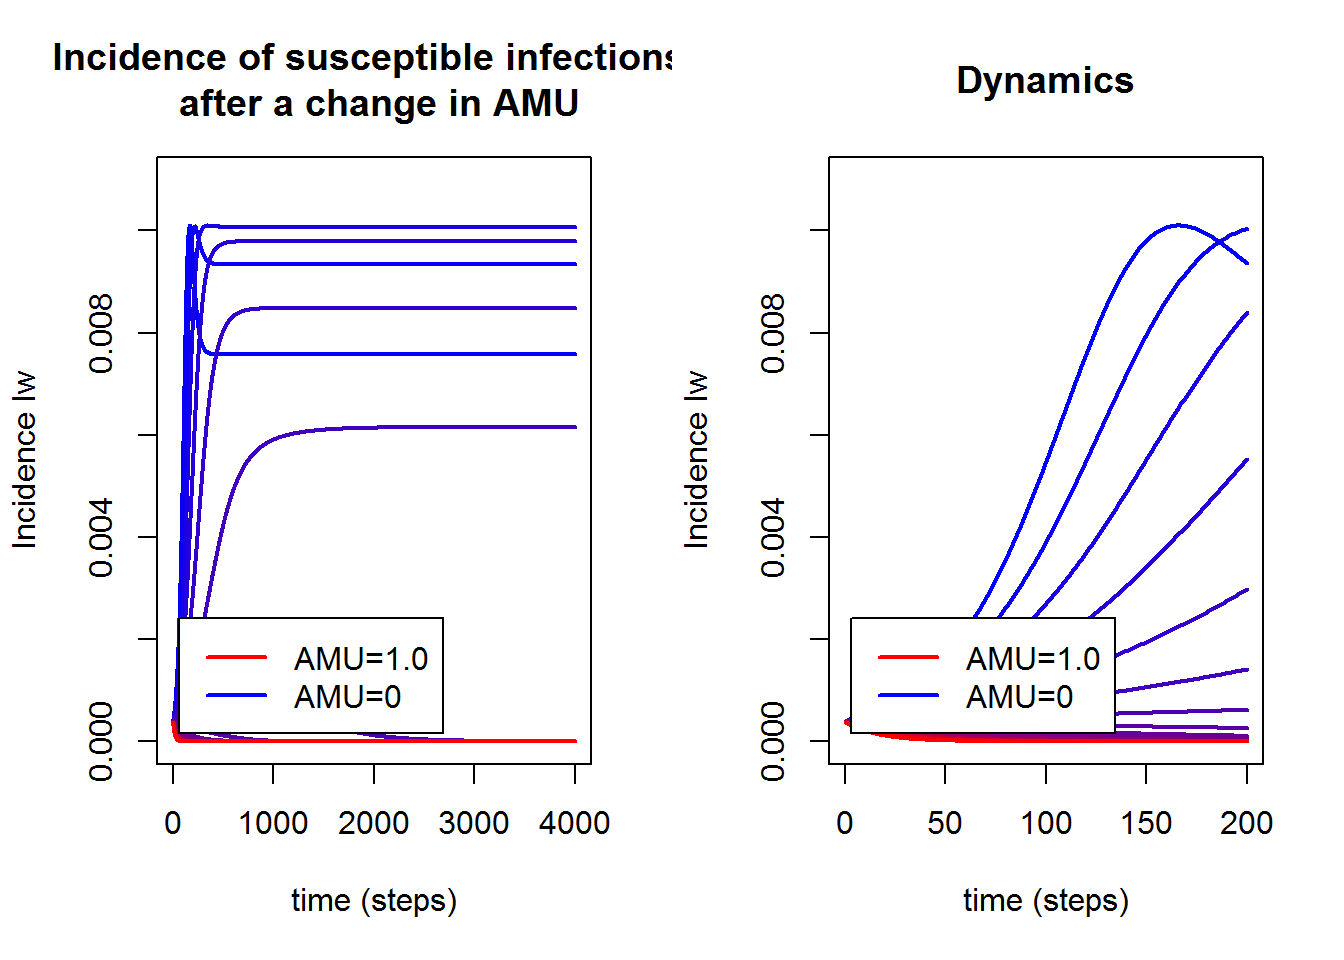 Incidence of susceptible infections
after a change in AMU
Incidence Iw
0.000
0.004
0.008
AMU=1.0
AMU=0
0
1000
2000
3000
4000
time (steps)
Dynamics
Incidence Iw
0.000
0.004
0.008
AMU=1.0
AMU=0
0
50
100
150
200
time (steps)